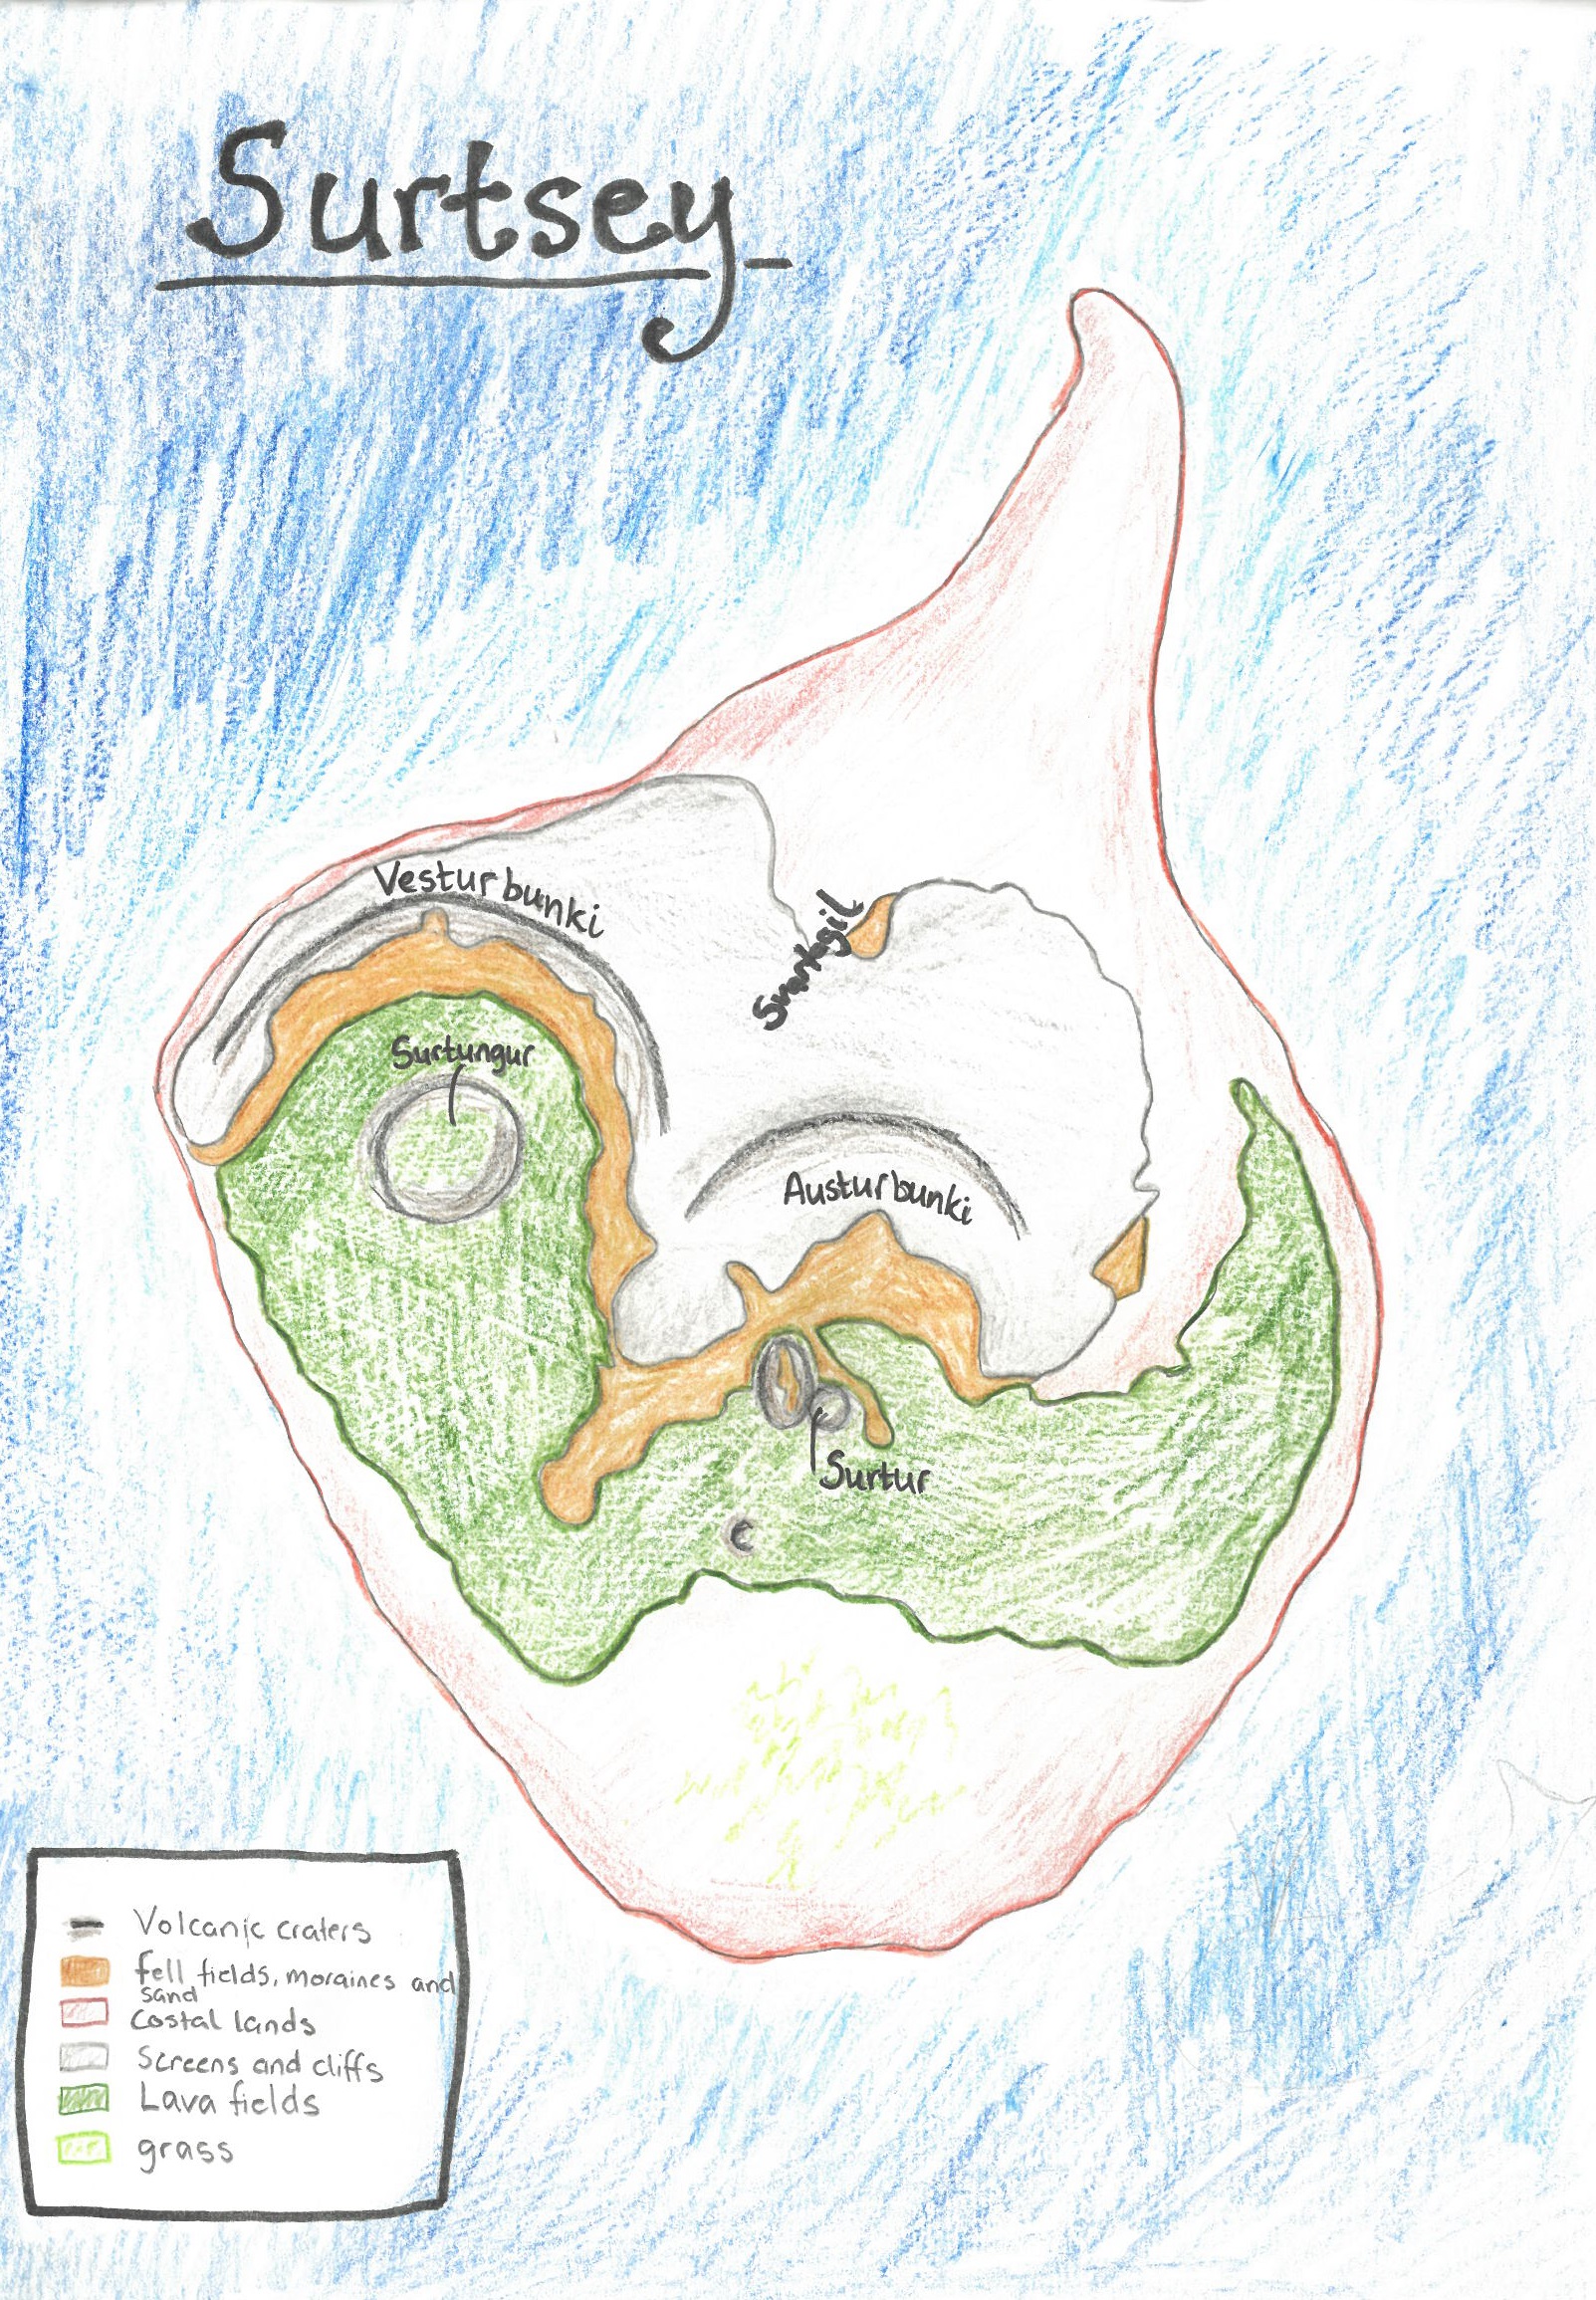 Surtsey
Vesturbunki
Svartagil
Surtungur
Austurbunki
Surtur
Volcanic craters
fell fields, moraines and
sand
Costal lands
Screens and cliffs
Lava fields
grass